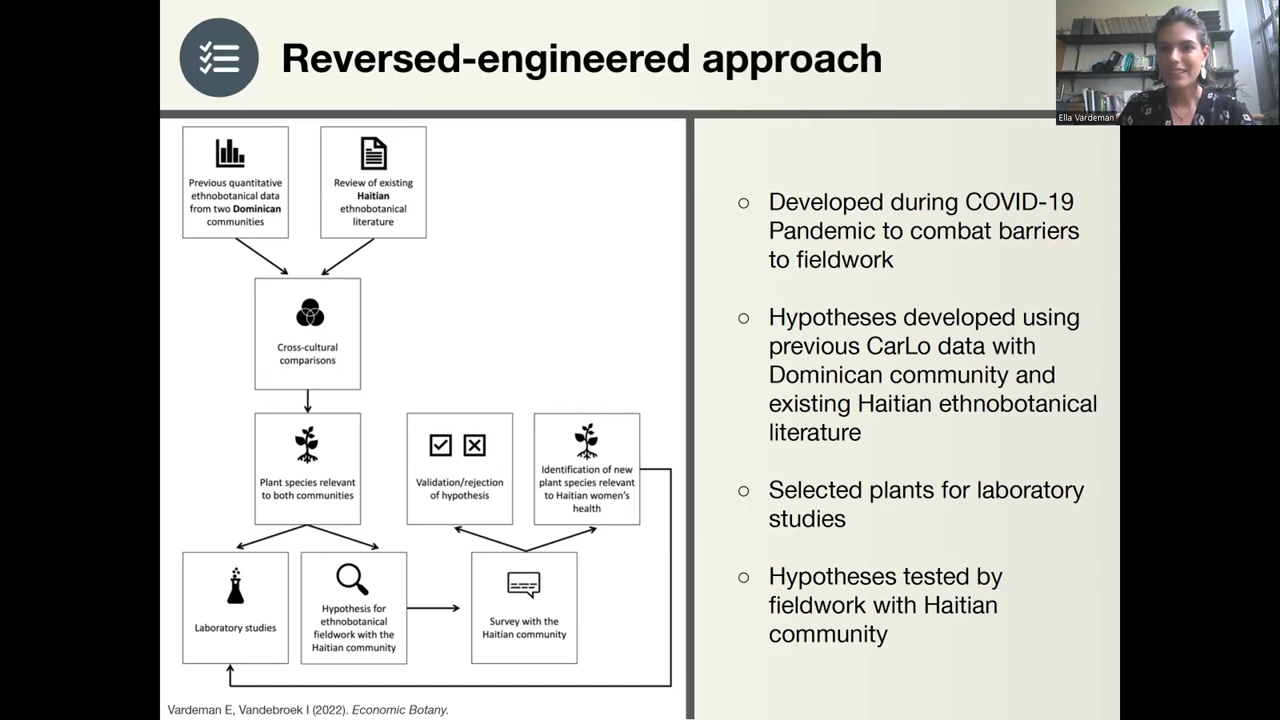 Reversed-engineered approach
Ella Vardeman
Previous quantitative
ethnobotanical data
from two Dominican
communities
Review of existing
Haitian
ethnobotanical
literature
Cross-cultural
comparisons
Plant species relevant
to both communities
Validation/rejection
of hypothesis
Identification of new
plant species relevant
to Haitian women's
health
Laboratory studies
Hypothesis for
ethnobotanical
fieldwork with the
Haitian community
Survey with the
Haitian community
Vardeman E, Vandebroek I (2022). Economic Botany.
○ Developed during COVID-19
Pandemic to combat barriers
to fieldwork
○ Hypotheses developed using
previous CarLo data with
Dominican community and
existing Haitian ethnobotanical
literature
○ Selected plants for laboratory
studies
○ Hypotheses tested by
fieldwork with Haitian
community